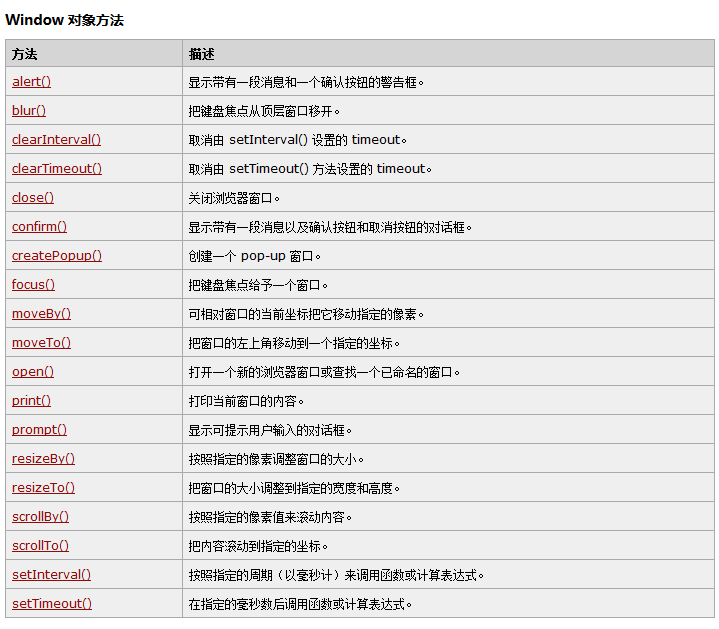 Window 对象方法
方法 描述
alert() 显示带有一段消息和一个确认按钮的警告框。
blur() 把键盘焦点从顶层窗口移开。
clearInterval() 取消由 setInterval() 设置的 timeout。
clearTimeout() 取消由 setTimeout() 方法设置的 timeout。
close() 关闭浏览器窗口。
confirm() 显示带有一段消息以及确认按钮和取消按钮的对话框。
createPopup() 创建一个 pop-up 窗口。
focus() 把键盘焦点给予一个窗口。
moveBy() 可相对窗口的当前坐标把它移动指定的像素。
moveTo() 把窗口的左上角移动到一个指定的坐标。
open() 打开一个新的浏览器窗口或查找一个已命名的窗口。
print() 打印当前窗口的内容。
prompt() 显示可提示用户输入的对话框。
resizeBy() 按照指定的像素调整窗口的大小。
resizeTo() 把窗口的大小调整到指定的宽度和高度。
scrollBy() 按照指定的像素值来滚动内容。
scrollTo() 把内容滚动到指定的坐标。
setInterval() 按照指定的周期（以毫秒计）来调用函数或计算表达式。
setTimeout() 在指定的毫秒数后调用函数或计算表达式。